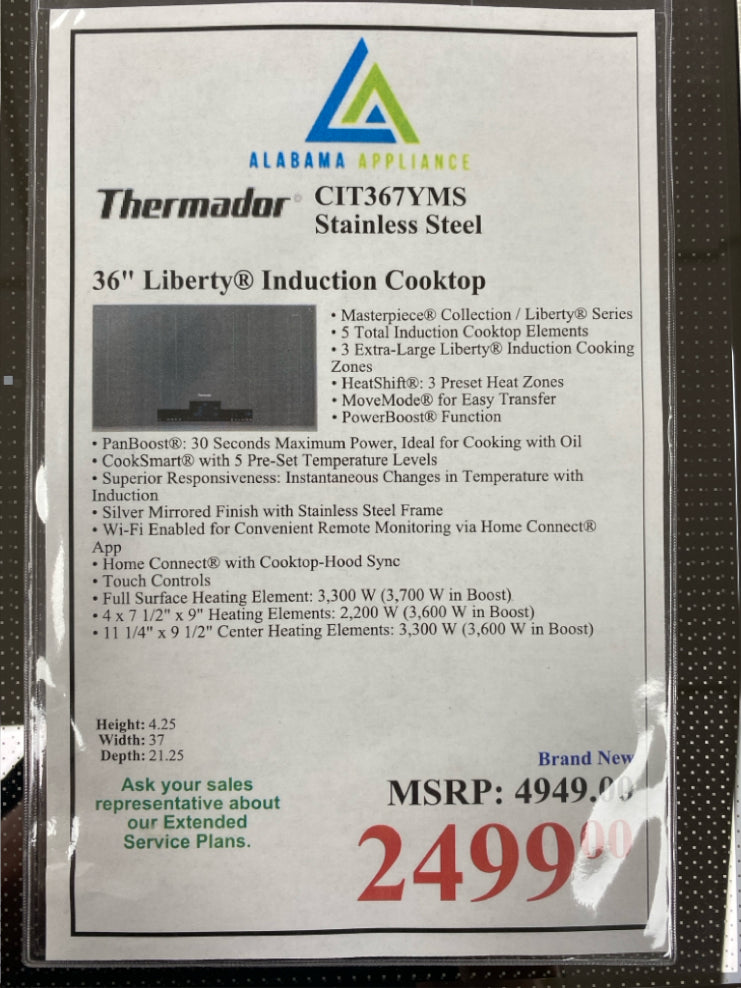 ALABAMA APPLIANCE
Thermador® CIT367YMS
Stainless Steel
36" Liberty® Induction Cooktop
• Masterpiece® Collection / Liberty® Series
• 5 Total Induction Cooktop Elements
• 3 Extra-Large Liberty® Induction Cooking
Zones
• HeatShift®: 3 Preset Heat Zones
• MoveMode® for Easy Transfer
• PowerBoost® Function
• PanBoost®: 30 Seconds Maximum Power, Ideal for Cooking with Oil
• CookSmart® with 5 Pre-Set Temperature Levels
• Superior Responsiveness: Instantaneous Changes in Temperature with
Induction
• Silver Mirrored Finish with Stainless Steel Frame
• Wi-Fi Enabled for Convenient Remote Monitoring via Home Connect®
App
• Home Connect® with Cooktop-Hood Sync
• Touch Controls
• Full Surface Heating Element: 3,300 W (3,700 W in Boost)
• 4 x 7 1/2" x 9" Heating Elements: 2,200 W (3,600 W in Boost)
• 11 1/4" x 9 1/2" Center Heating Elements: 3,300 W (3,600 W in Boost)
Height: 4.25
Width: 37
Depth: 21.25
Ask your sales
representative about
our Extended
Service Plans.
Brand New
MSRP: 4949.00
2499.00